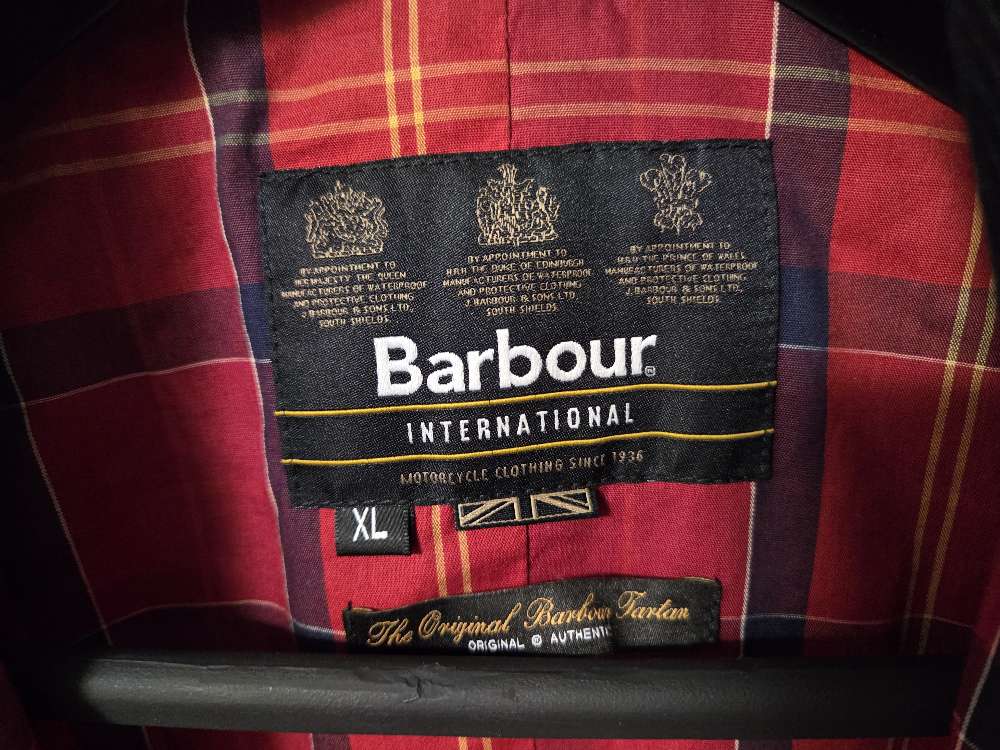 BY APPOINTMENT TO
HER MAJESTY THE QUEEN
MANUFACTURERS OF WATERPROOF
AND PROTECTIVE CLOTHING
J. BARBOUR & SONS LTD,
SOUTH SHIELDS
BY APPOINTMENT TO
H.R.H THE DUKE OF EDINBURGH
MANUFACTURERS OF WATERPROOF
AND PROTECTIVE CLOTHING
J. BARBOUR & SONS LTD,
SOUTH SHIELDS
BY APPOINTMENT TO
H.R.H THE PRINCE OF WALES
MANUFACTURERS OF WATERPROOF
AND PROTECTIVE CLOTHING
J. BARBOUR & SONS LTD,
SOUTH SHIELDS
Barbour
INTERNATIONAL
MOTORCYCLE CLOTHING SINCE 1936
XL
The Original Barbour Tartan
ORIGINAL ® AUTHENTIC